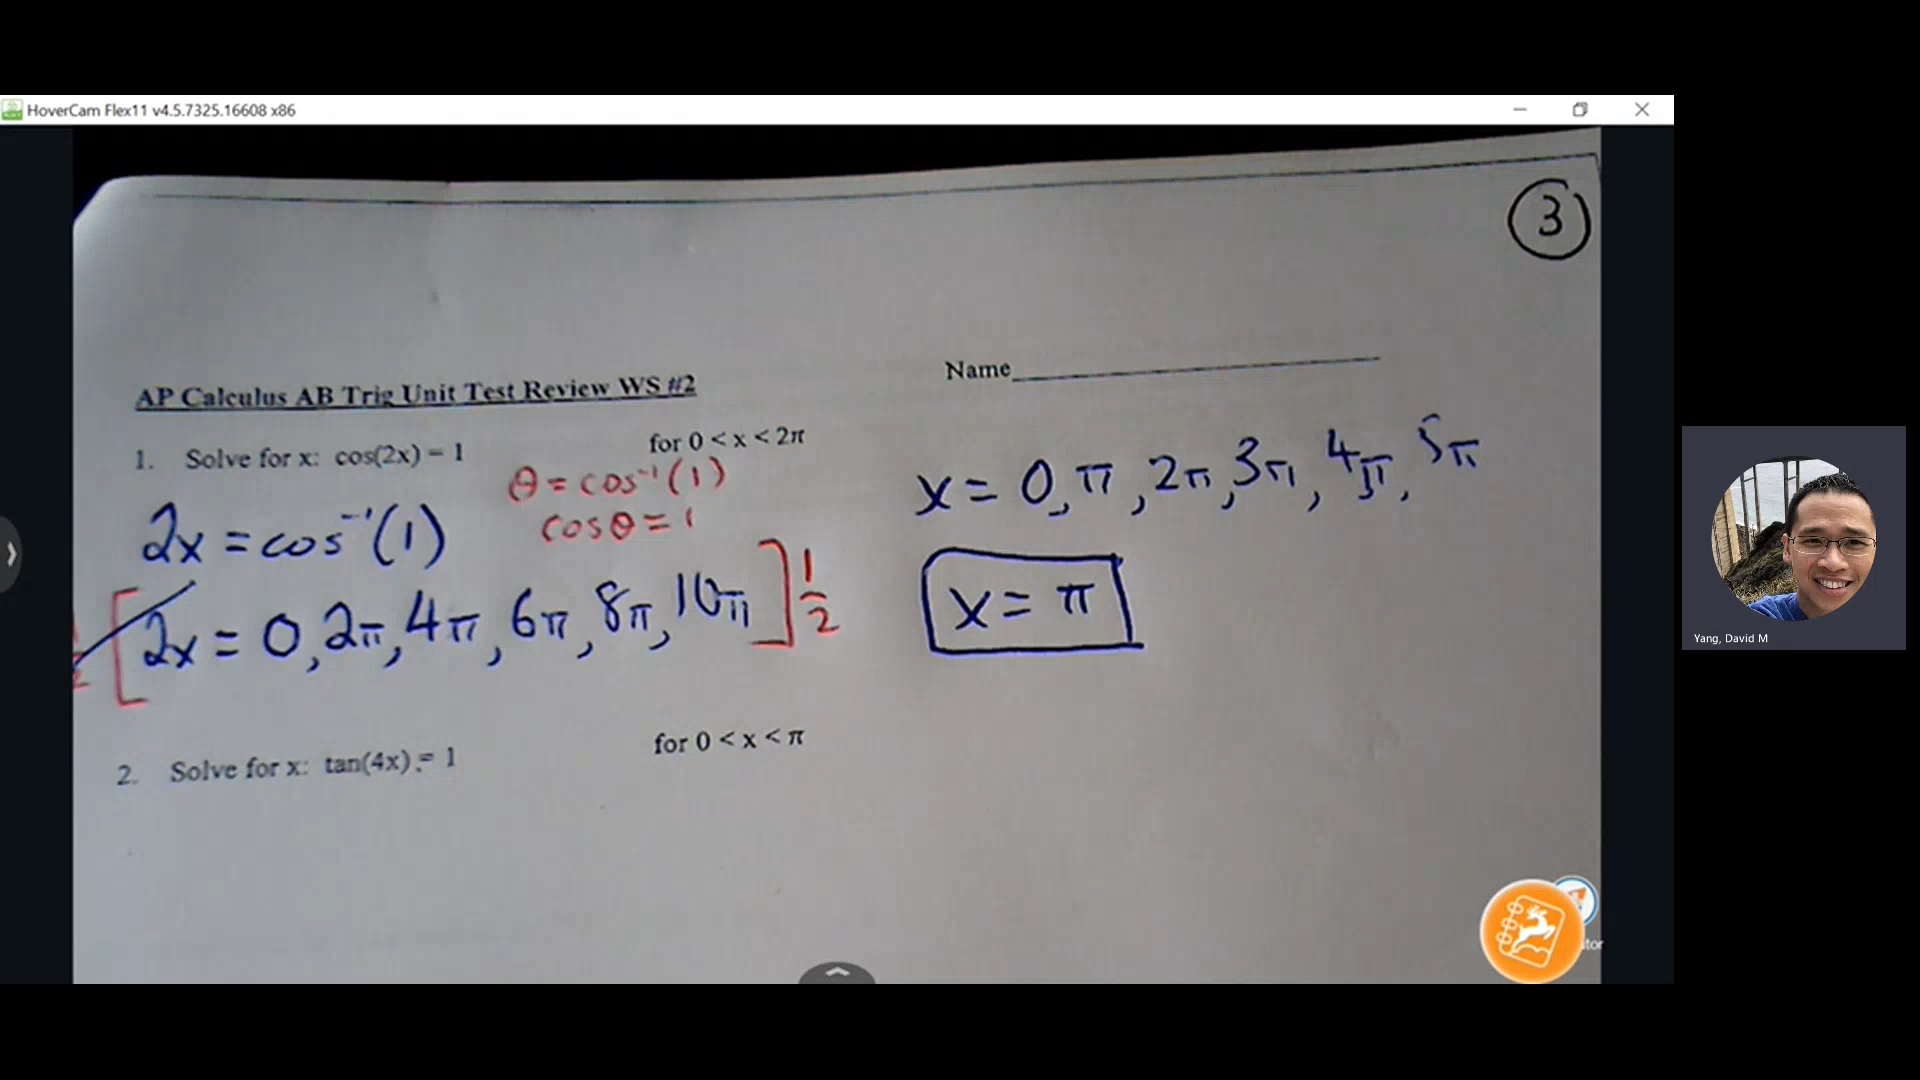 HoverCam Flex11 v4.5.7325.16608 x86
3
Name
AP Calculus AB Trig Unit Test Review WS #2
1. Solve for x: cos(2x) = 1 for 0 < x < 2π
θ = cos⁻¹(1)
cosθ = 1
2x = cos⁻¹(1)
[2x = 0, 2π, 4π, 6π, 8π, 10π] 1/2
x = 0, π, 2π, 3π, 4π, 5π
x = π
2. Solve for x: tan(4x) = 1 for 0 < x < π
Yang, David M